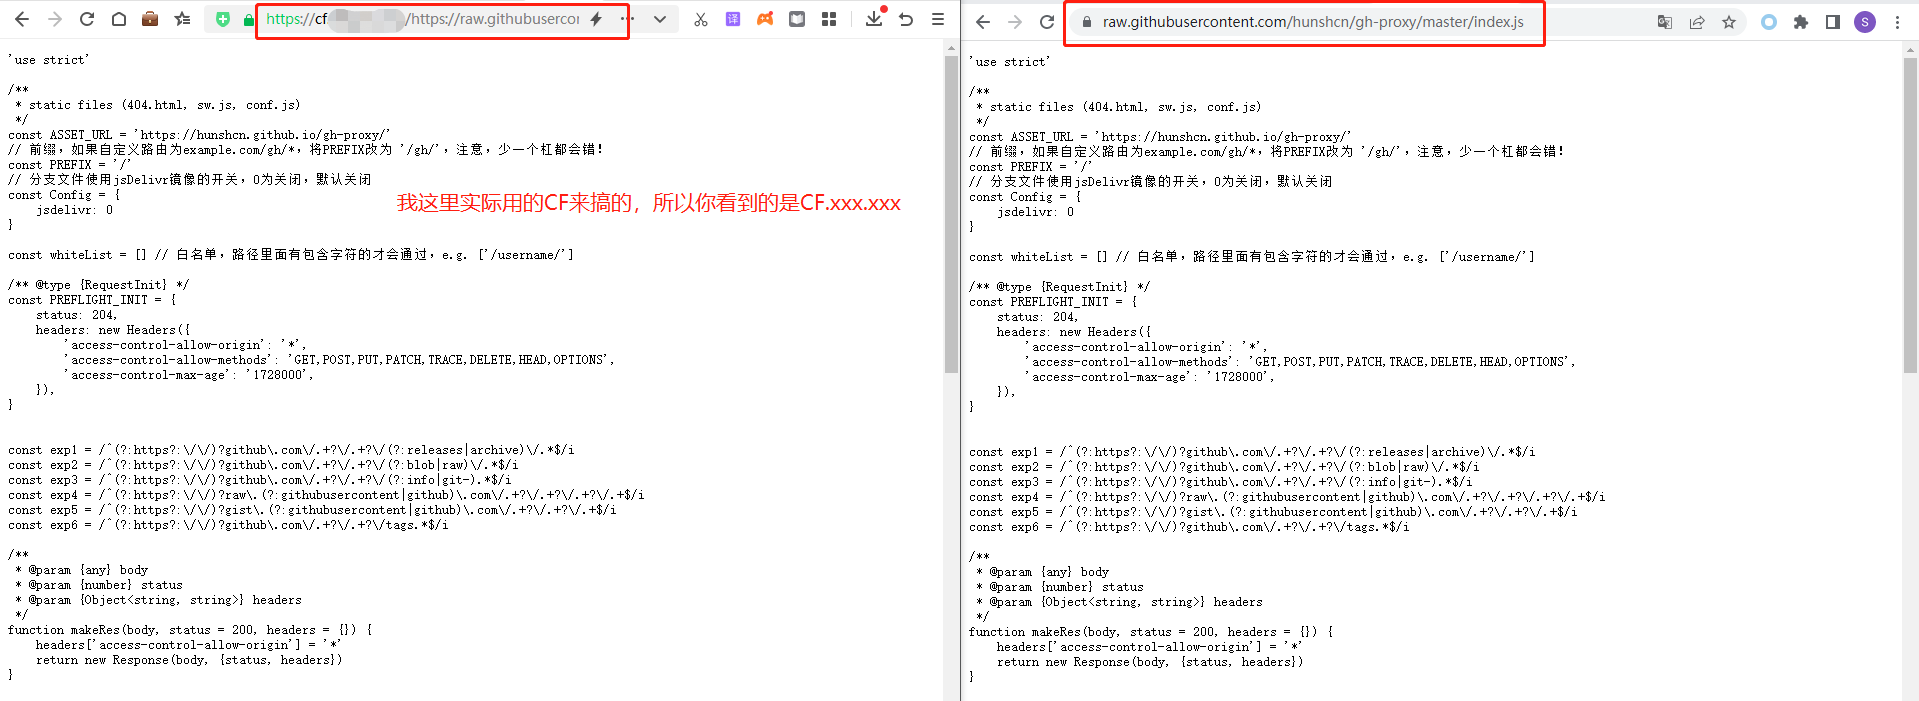 https://cf
/https://raw.githubusercor
'use strict'
/**
 * static files (404.html, sw.js, conf.js)
 */
const ASSET_URL = 'https://hunshcn.github.io/gh-proxy/'
// 前缀，如果自定义路由为example.com/gh/*，将PREFIX改为 '/gh/'，注意，少一个杠都会错！
const PREFIX = '/'
// 分支文件使用jsDelivr镜像的开关，0为关闭，默认关闭
const Config = {
    jsdelivr: 0
}
我这里实际用的CF来搞的，所以你看到的是CF.xxx.xxx
const whiteList = [] // 白名单，路径里面有包含字符的才会通过，e.g. ['/username/']
/** @type {RequestInit} */
const PREFLIGHT_INIT = {
    status: 204,
    headers: new Headers({
        'access-control-allow-origin': '*',
        'access-control-allow-methods': 'GET,POST,PUT,PATCH,TRACE,DELETE,HEAD,OPTIONS',
        'access-control-max-age': '1728000',
    }),
}
const exp1 = /^(?:https?:\/\/)?github\.com\/.+?\/.+?\/(?:releases|archive)\/.*$/i
const exp2 = /^(?:https?:\/\/)?github\.com\/.+?\/.+?\/(?:blob|raw)\/.*$/i
const exp3 = /^(?:https?:\/\/)?github\.com\/.+?\/.+?\/(?:info|git-).*$/i
const exp4 = /^(?:https?:\/\/)?raw\.(?:githubusercontent|github)\.com\/.+?\/.+?\/.+?\/.+$/i
const exp5 = /^(?:https?:\/\/)?gist\.(?:githubusercontent|github)\.com\/.+?\/.+?\/.+$/i
const exp6 = /^(?:https?:\/\/)?github\.com\/.+?\/.+?\/tags.*$/i
/**
 * @param {any} body
 * @param {number} status
 * @param {Object<string, string>} headers
 */
function makeRes(body, status = 200, headers = {}) {
    headers['access-control-allow-origin'] = '*'
    return new Response(body, {status, headers})
}
译
raw.githubusercontent.com/hunshcn/gh-proxy/master/index.js
S
'use strict'
/**
 * static files (404.html, sw.js, conf.js)
 */
const ASSET_URL = 'https://hunshcn.github.io/gh-proxy/'
// 前缀，如果自定义路由为example.com/gh/*，将PREFIX改为 '/gh/'，注意，少一个杠都会错！
const PREFIX = '/'
// 分支文件使用jsDelivr镜像的开关，0为关闭，默认关闭
const Config = {
    jsdelivr: 0
}
const whiteList = [] // 白名单，路径里面有包含字符的才会通过，e.g. ['/username/']
/** @type {RequestInit} */
const PREFLIGHT_INIT = {
    status: 204,
    headers: new Headers({
        'access-control-allow-origin': '*',
        'access-control-allow-methods': 'GET,POST,PUT,PATCH,TRACE,DELETE,HEAD,OPTIONS',
        'access-control-max-age': '1728000',
    }),
}
const exp1 = /^(?:https?:\/\/)?github\.com\/.+?\/.+?\/(?:releases|archive)\/.*$/i
const exp2 = /^(?:https?:\/\/)?github\.com\/.+?\/.+?\/(?:blob|raw)\/.*$/i
const exp3 = /^(?:https?:\/\/)?github\.com\/.+?\/.+?\/(?:info|git-).*$/i
const exp4 = /^(?:https?:\/\/)?raw\.(?:githubusercontent|github)\.com\/.+?\/.+?\/.+?\/.+$/i
const exp5 = /^(?:https?:\/\/)?gist\.(?:githubusercontent|github)\.com\/.+?\/.+?\/.+$/i
const exp6 = /^(?:https?:\/\/)?github\.com\/.+?\/.+?\/tags.*$/i
/**
 * @param {any} body
 * @param {number} status
 * @param {Object<string, string>} headers
 */
function makeRes(body, status = 200, headers = {}) {
    headers['access-control-allow-origin'] = '*'
    return new Response(body, {status, headers})
}